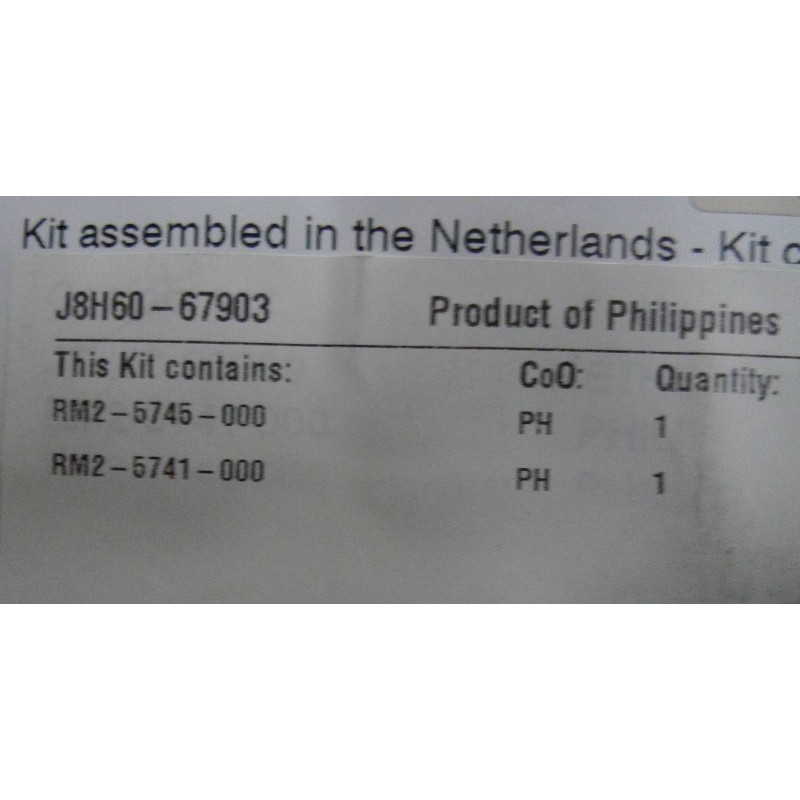 Kit assembled in the Netherlands - Kit
J8H60-67903 Product of Philippines
This Kit contains: CoO: Quantity:
RM2-5745-000 PH 1
RM2-5741-000 PH 1